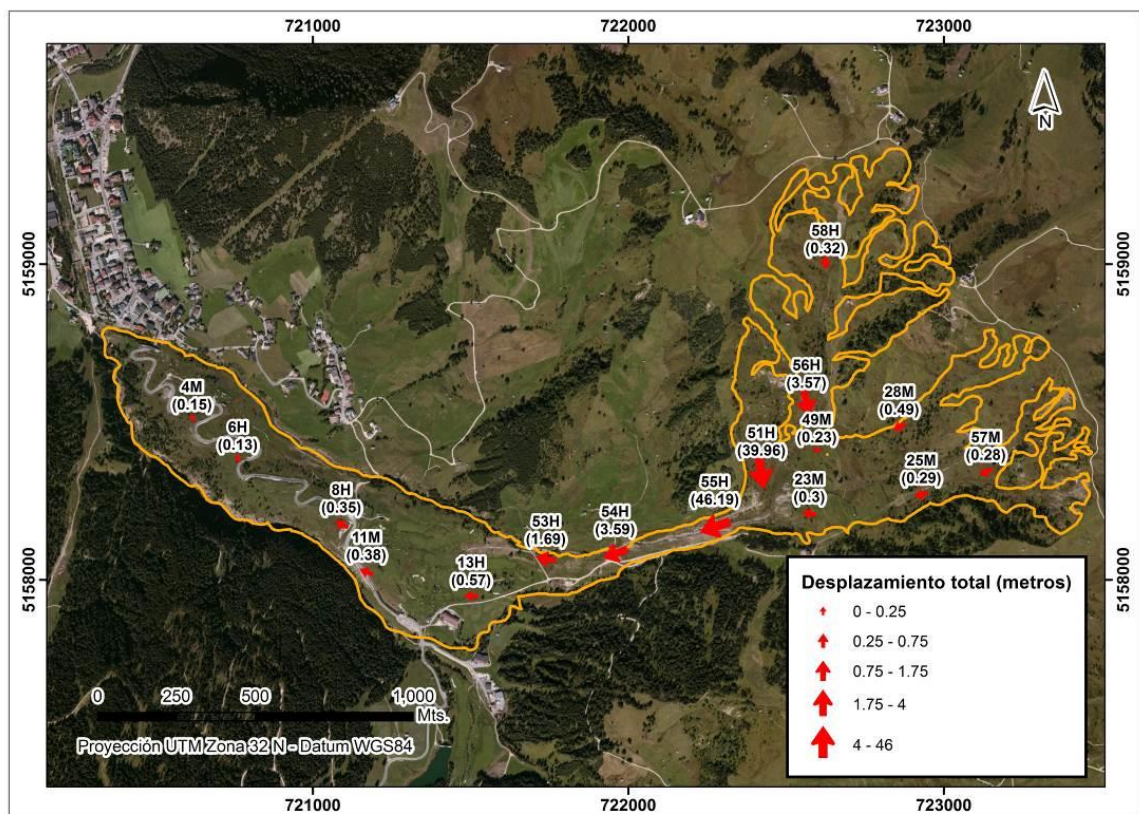 721000
722000
723000
N
58H
(0.32)
5159000
5159000
56H
(3.57)
4M
(0.15)
28M
(0.49)
49M
(0.23)
6H
(0.13)
51H
(39.96)
57M
(0.28)
25M
(0.29)
55H
(46.19)
23M
(0.3)
8H
(0.35)
54H
(3.59)
53H
(1.69)
11M
(0.38)
13H
(0.57)
5158000
5158000
Desplazamiento total (metros)
0 - 0.25
0.25 - 0.75
0.75 - 1.75
1.75 - 4
4 - 46
0 250 500 1,000
Mts.
Proyección UTM Zona 32 N - Datum WGS84
721000
722000
723000